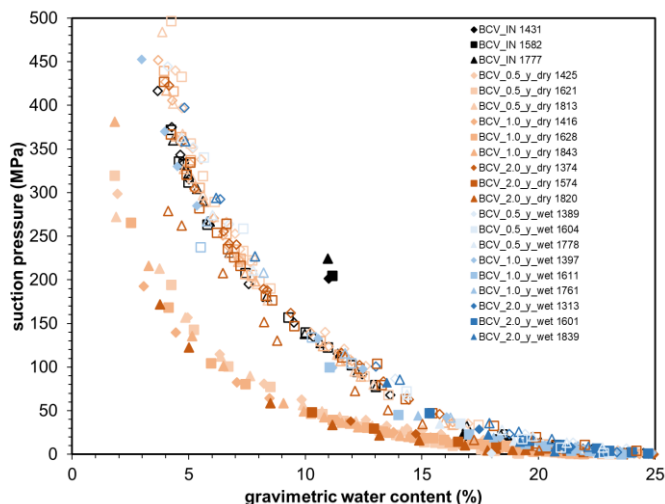 suction pressure (MPa)
500
450
400
350
300
250
200
150
100
50
0
0 5 10 15 20 25
gravimetric water content (%)
BCV_IN 1431
BCV_IN 1582
BCV_IN 1777
BCV_0.5_y_dry 1425
BCV_0.5_y_dry 1621
BCV_0.5_y_dry 1813
BCV_1.0_y_dry 1416
BCV_1.0_y_dry 1628
BCV_1.0_y_dry 1843
BCV_2.0_y_dry 1374
BCV_2.0_y_dry 1574
BCV_2.0_y_dry 1820
BCV_0.5_y_wet 1389
BCV_0.5_y_wet 1604
BCV_0.5_y_wet 1778
BCV_1.0_y_wet 1397
BCV_1.0_y_wet 1611
BCV_1.0_y_wet 1761
BCV_2.0_y_wet 1313
BCV_2.0_y_wet 1601
BCV_2.0_y_wet 1839